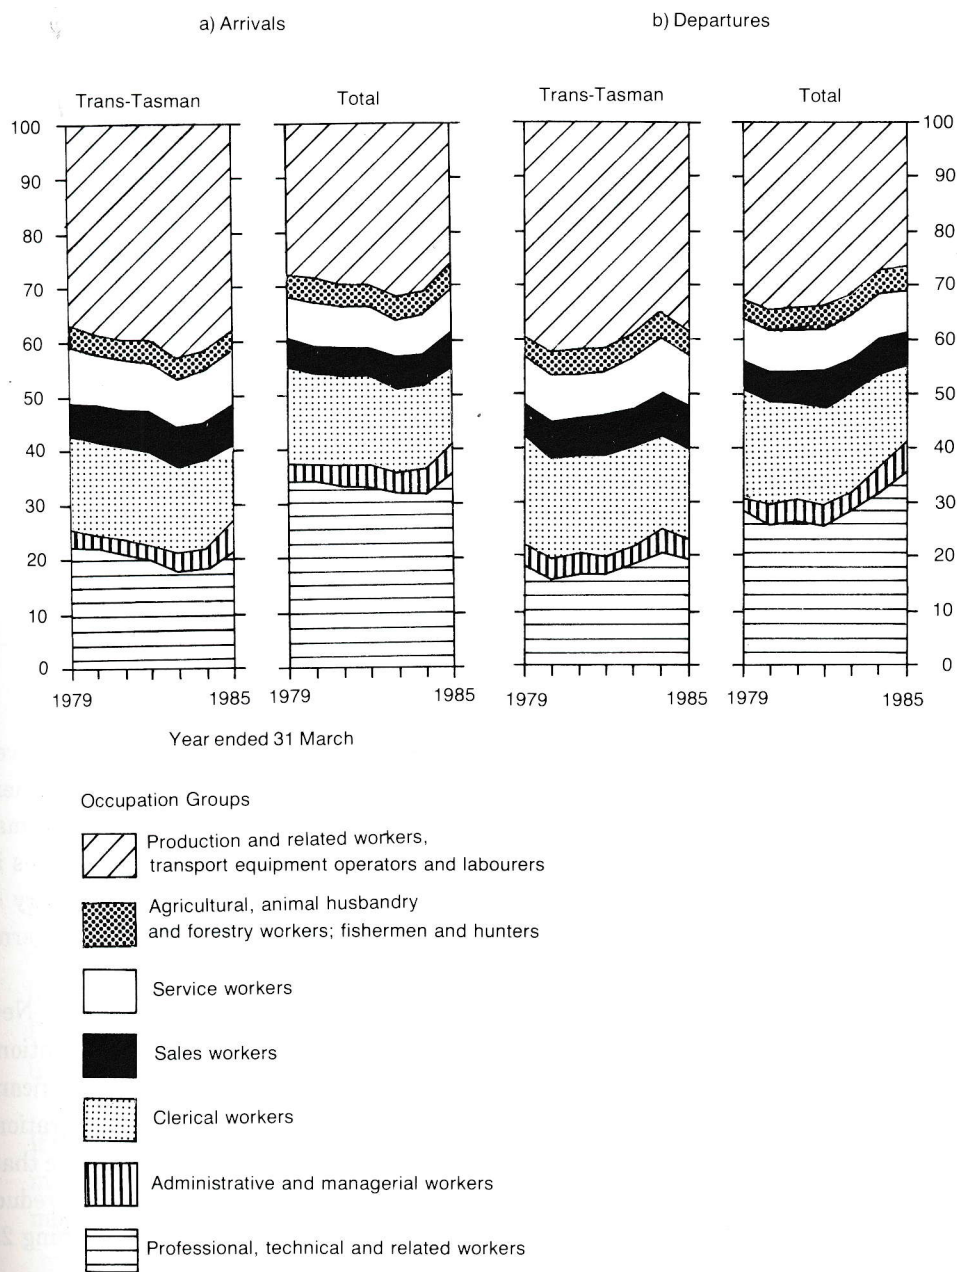 a) Arrivals
b) Departures
Trans-Tasman
Total
Trans-Tasman
Total
100
90
80
70
60
50
40
30
20
10
0
100
90
80
70
60
50
40
30
20
10
0
1979
1985
1979
1985
1979
1985
1979
1985
Year ended 31 March
Occupation Groups
Production and related workers,
transport equipment operators and labourers
Agricultural, animal husbandry
and forestry workers; fishermen and hunters
Service workers
Sales workers
Clerical workers
Administrative and managerial workers
Professional, technical and related workers